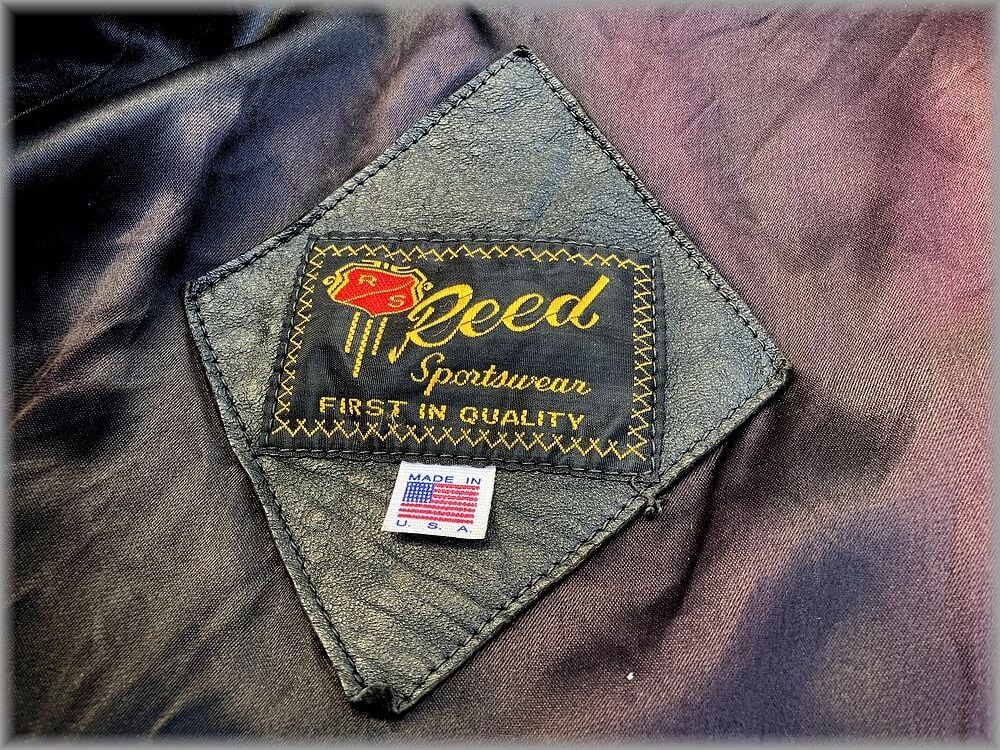 R
S
Reed
Sportswear
FIRST IN QUALITY
MADE IN
U. S. A.